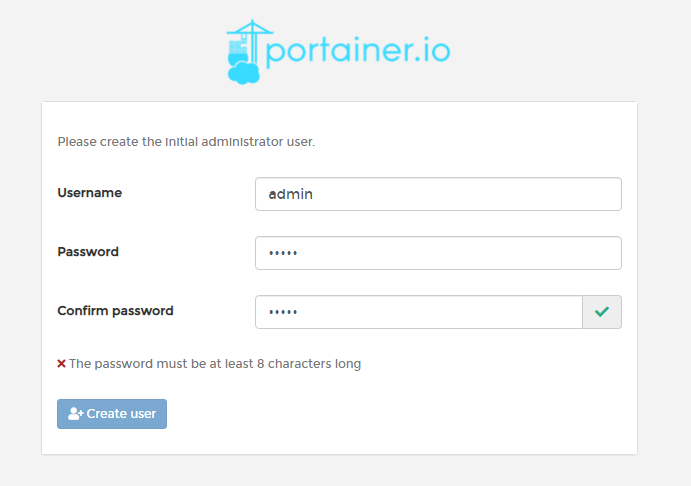 portainer.io
Please create the initial administrator user.
Username
admin
Password
•••••
Confirm password
•••••
The password must be at least 8 characters long
Create user